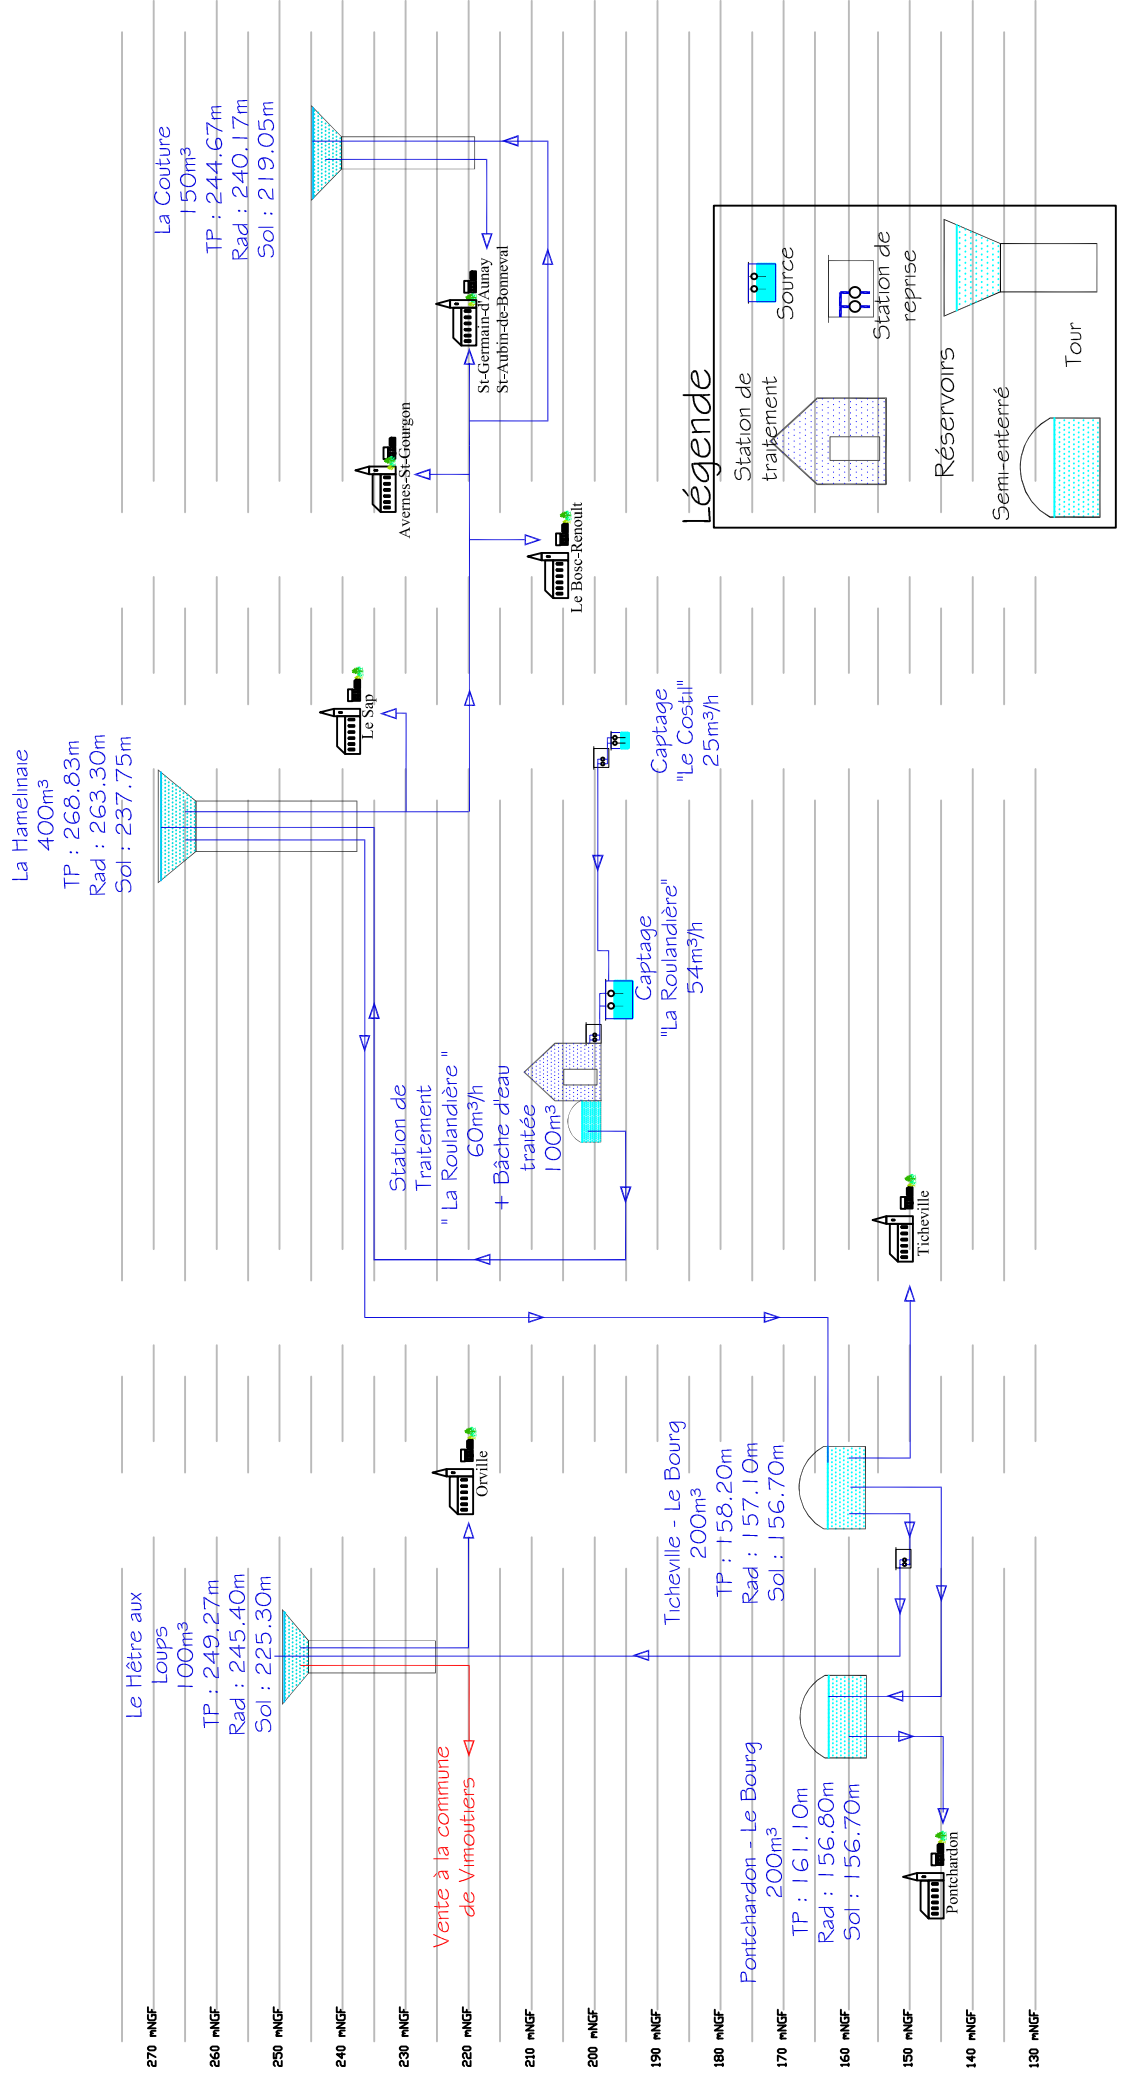 La Couture
150m³
TP : 244.67m
Rad : 240.17m
Sol : 219.05m
St-Germain-d'Aunay
St-Aubin-de-Bonneval
Avernes-St-Gourgon
Le Bosc-Renoult
Le Sap
La Hamelinaie
400m³
TP : 268.83m
Rad : 263.30m
Sol : 237.75m
Captage
"Le Costil"
25m³/h
Captage
"La Roulandière"
54m³/h
Station de
Traitement
" La Roulandière "
60m³/h
+ Bâche d'eau
traitée
100m³
Ticheville
Orville
Ticheville - Le Bourg
200m³
TP : 158.20m
Rad : 157.10m
Sol : 156.70m
Le Hêtre aux
Loups
100m³
TP : 249.27m
Rad : 245.40m
Sol : 225.30m
Vente à la commune
de Vimoutiers
Pontchardon - Le Bourg
200m³
TP : 161.10m
Rad : 156.80m
Sol : 156.70m
Pontchardon
270 mNGF
260 mNGF
250 mNGF
240 mNGF
230 mNGF
220 mNGF
210 mNGF
200 mNGF
190 mNGF
180 mNGF
170 mNGF
160 mNGF
150 mNGF
140 mNGF
130 mNGF
Légende
Station de
traitement
Source
Station de
reprise
Réservoirs
Semi-enterré
Tour